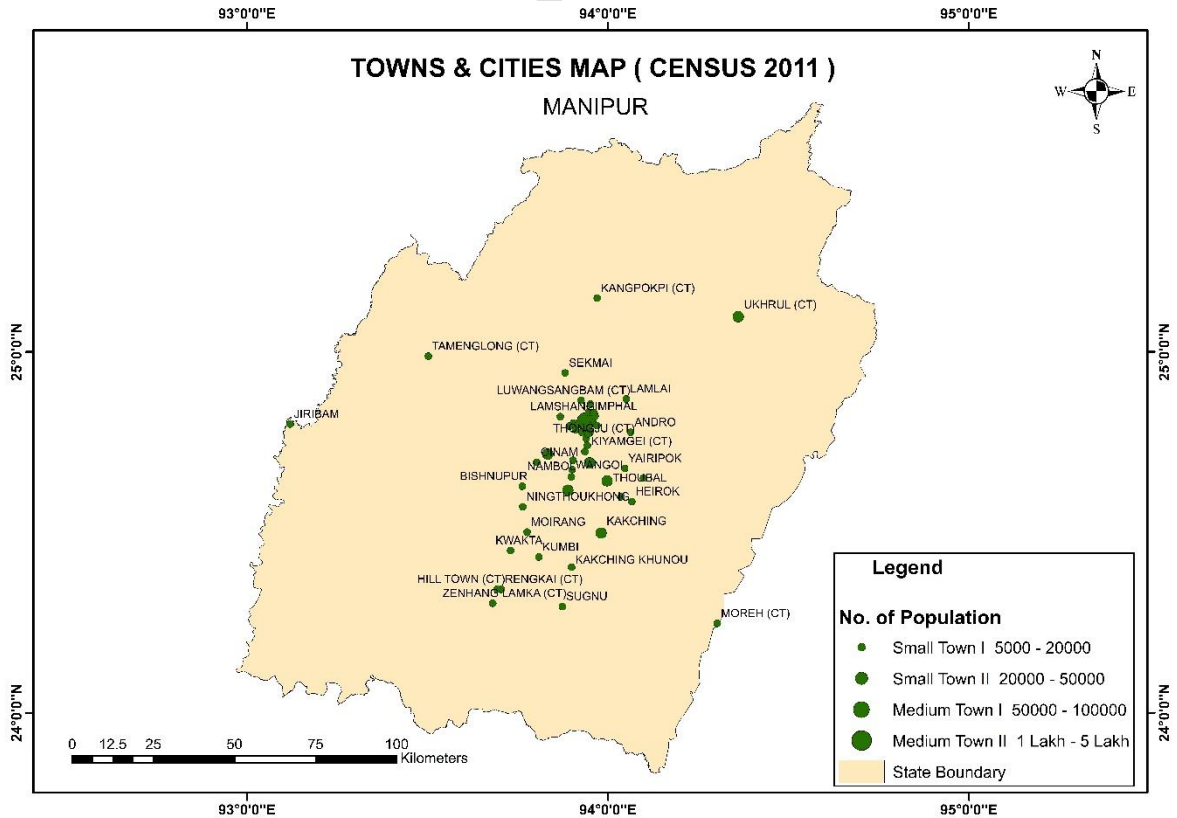 93°0'0"E 94°0'0"E 95°0'0"E
TOWNS & CITIES MAP ( CENSUS 2011 )
MANIPUR
N
W E
S
KANGPOKPI (CT)
UKHRUL (CT)
25°0'0"N 25°0'0"N
TAMENGLONG (CT)
SEKMAI
LUWANGSANGBAM (CT) LAMLAI
LAMSHANG IMPHAL
JIRIBAM
THONGJU (CT) ANDRO
KIYAMGEI (CT)
OINAM
NAMBOL WANGOI YAIRIPOK
BISHNUPUR THOUBAL
NINGTHOUKHONG HEIROK
MOIRANG KAKCHING
KWAKTA
KUMBI
KAKCHING KHUNOU
HILL TOWN (CT) RENGKAI (CT)
ZENHANG LAMKA (CT) SUGNU
MOREH (CT)
Legend
No. of Population
Small Town I 5000 - 20000
Small Town II 20000 - 50000
Medium Town I 50000 - 100000
Medium Town II 1 Lakh - 5 Lakh
State Boundary
24°0'0"N 24°0'0"N
0 12.5 25 50 75 100
Kilometers
93°0'0"E 94°0'0"E 95°0'0"E